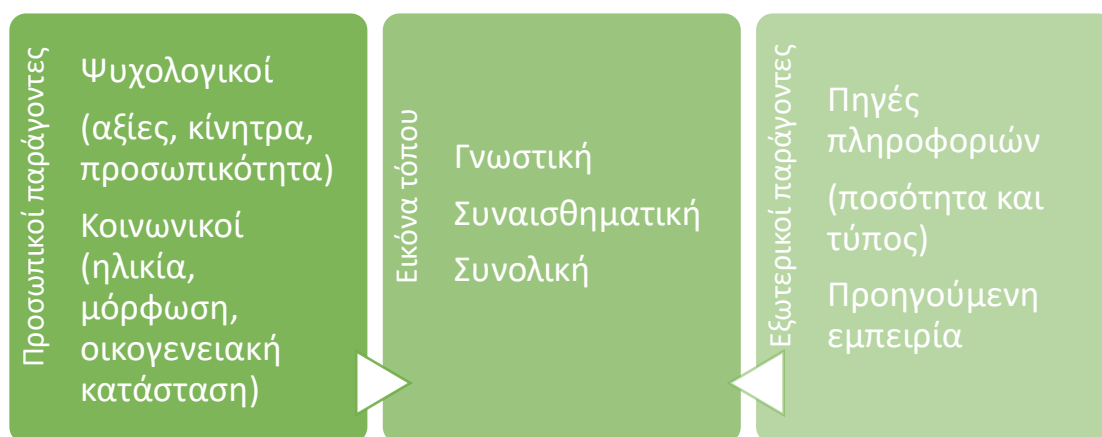 Προσωπικοί παράγοντες
Ψυχολογικοί
(αξίες, κίνητρα,
προσωπικότητα)
Κοινωνικοί
(ηλικία,
μόρφωση,
οικογενειακή
κατάσταση)
Εικόνα τόπου
Γνωστική
Συναισθηματική
Συνολική
Εξωτερικοί παράγοντες
Πηγές
πληροφοριών
(ποσότητα και
τύπος)
Προηγούμενη
εμπειρία